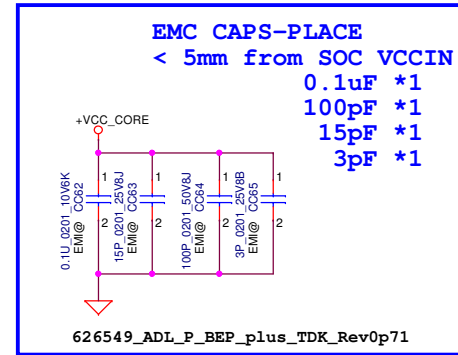 EMC CAPS-PLACE
< 5mm from SOC VCCIN
0.1uF *1
100pF *1
15pF *1
3pF *1
+VCC_CORE
1
2
0.1U_0201_10V6K
EMI@ CC62
1
2
15P_0201_25V8J
EMI@ CC63
1
2
100P_0201_50V8J
EMI@ CC64
1
2
3P_0201_25V8B
EMI@ CC65
626549_ADL_P_BEP_plus_TDK_Rev0p71